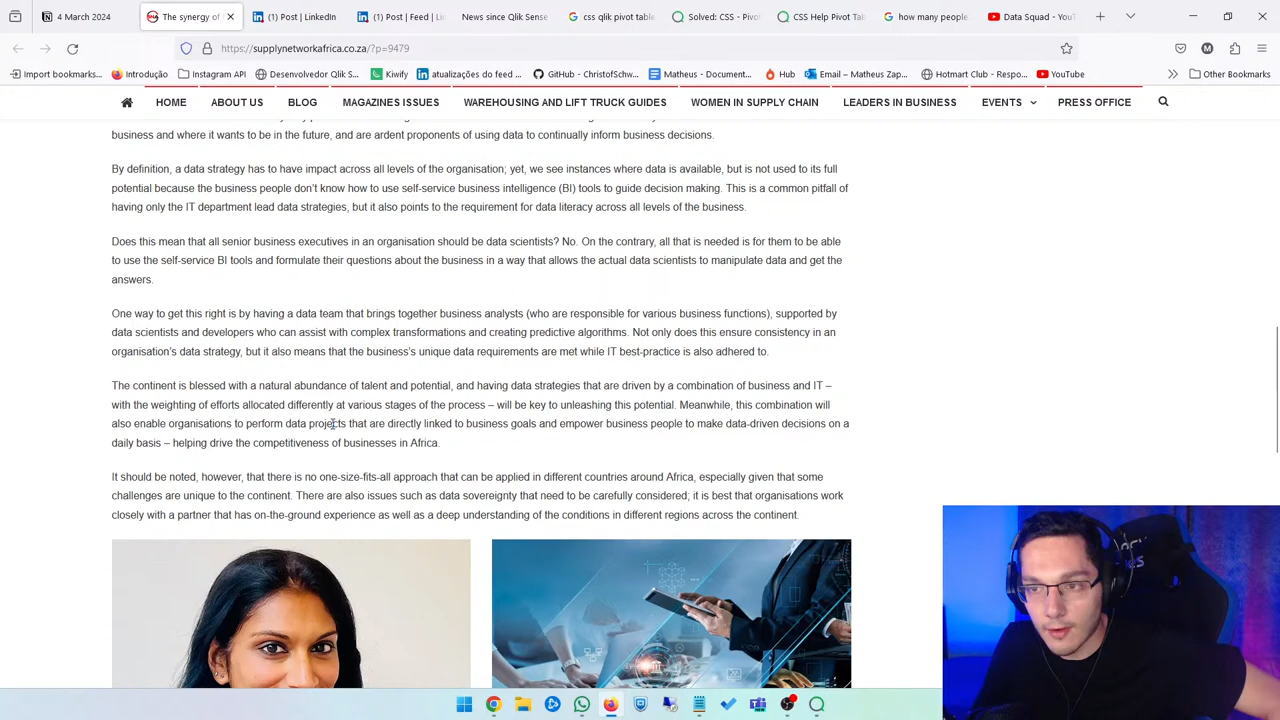 4 March 2024
The synergy of
(1) Post | LinkedIn
(1) Post | Feed | Li
News since Qlik Sense
css qlik pivot table
Solved: CSS - Pivo
CSS Help Pivot Tab
how many people
Data Squad - YouT
https://supplynetworkafrica.co.za/?p=9479
Import bookmarks...
Introdução
Instagram API
Desenvolvedor Qlik S...
Kiwify
atualizações do feed ...
GitHub - ChristofSchw...
Matheus - Document...
Hub
Email – Matheus Zap...
Hotmart Club - Respo...
YouTube
Other Bookmarks
HOME
ABOUT US
BLOG
MAGAZINES ISSUES
WAREHOUSING AND LIFT TRUCK GUIDES
WOMEN IN SUPPLY CHAIN
LEADERS IN BUSINESS
EVENTS
PRESS OFFICE
business and where it wants to be in the future, and are ardent proponents of using data to continually inform business decisions.
By definition, a data strategy has to have impact across all levels of the organisation; yet, we see instances where data is available, but is not used to its full
potential because the business people don't know how to use self-service business intelligence (BI) tools to guide decision making. This is a common pitfall of
having only the IT department lead data strategies, but it also points to the requirement for data literacy across all levels of the business.
Does this mean that all senior business executives in an organisation should be data scientists? No. On the contrary, all that is needed is for them to be able
to use the self-service BI tools and formulate their questions about the business in a way that allows the actual data scientists to manipulate data and get the
answers.
One way to get this right is by having a data team that brings together business analysts (who are responsible for various business functions), supported by
data scientists and developers who can assist with complex transformations and creating predictive algorithms. Not only does this ensure consistency in an
organisation's data strategy, but it also means that the business's unique data requirements are met while IT best-practice is also adhered to.
The continent is blessed with a natural abundance of talent and potential, and having data strategies that are driven by a combination of business and IT –
with the weighting of efforts allocated differently at various stages of the process – will be key to unleashing this potential. Meanwhile, this combination will
also enable organisations to perform data projects that are directly linked to business goals and empower business people to make data-driven decisions on a
daily basis – helping drive the competitiveness of businesses in Africa.
It should be noted, however, that there is no one-size-fits-all approach that can be applied in different countries around Africa, especially given that some
challenges are unique to the continent. There are also issues such as data sovereignty that need to be carefully considered; it is best that organisations work
closely with a partner that has on-the-ground experience as well as a deep understanding of the conditions in different regions across the continent.